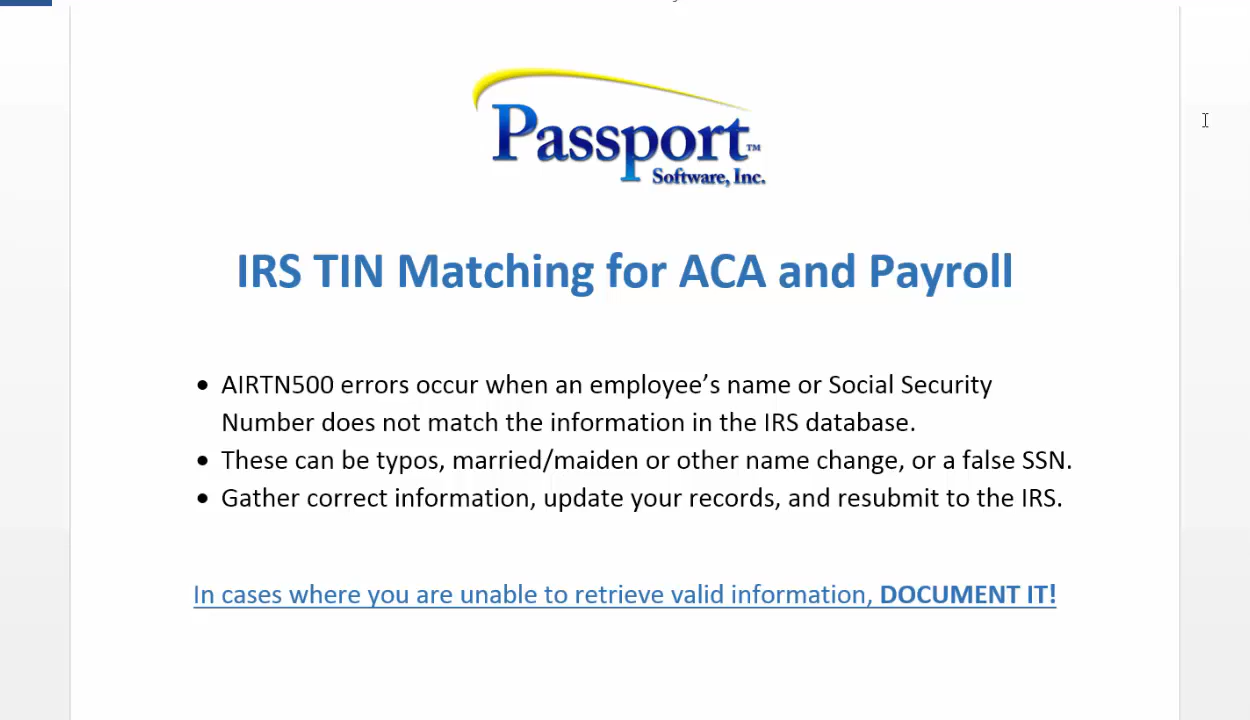 Passport™
Software, Inc.
IRS TIN Matching for ACA and Payroll
• AIRTN500 errors occur when an employee’s name or Social Security
Number does not match the information in the IRS database.
• These can be typos, married/maiden or other name change, or a false SSN.
• Gather correct information, update your records, and resubmit to the IRS.
In cases where you are unable to retrieve valid information, DOCUMENT IT!